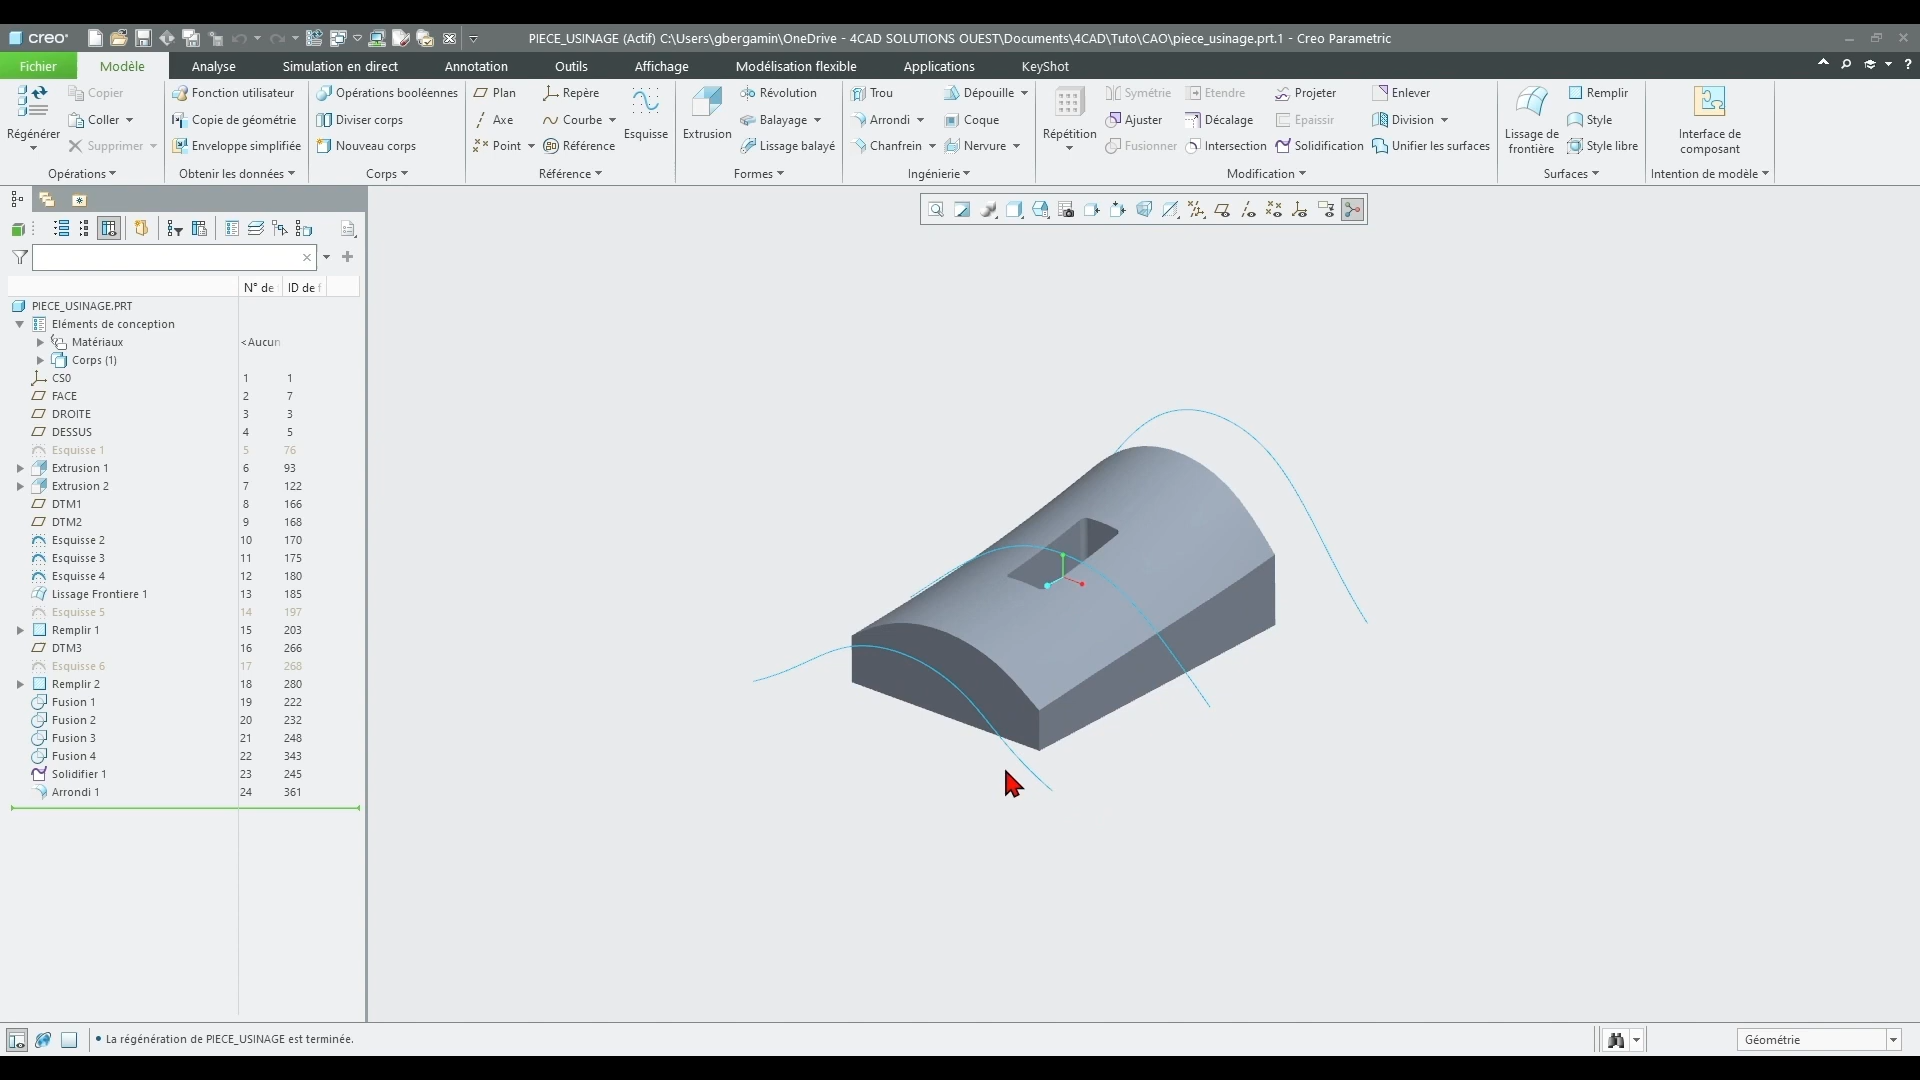 creo
PIECE_USINAGE (Actif) C:\Users\gbergamin\OneDrive - 4CAD SOLUTIONS OUEST\Documents\4CAD\Tuto\CAO\piece_usinage.prt.1 - Creo Parametric
Fichier Modèle Analyse Simulation en direct Annotation Outils Affichage Modélisation flexible Applications KeyShot
Copier Fonction utilisateur Opérations booléennes Plan Repère Révolution Trou Dépouille Symétrie Etendre Projeter Enlever Remplir
Régénérer Coller Copie de géométrie Diviser corps Axe Courbe Esquisse Extrusion Balayage Arrondi Coque Répétition Ajuster Décalage Epaissir Division Lissage de frontière Style Interface de composant
Supprimer Enveloppe simplifiée Nouveau corps Point Référence Lissage balayé Chanfrein Nervure Fusionner Intersection Solidification Unifier les surfaces Style libre
Opérations Obtenir les données Corps Référence Formes Ingénierie Modification Surfaces Intention de modèle
N° de ID de f
PIECE_USINAGE.PRT
Eléments de conception
Matériaux <Aucun
Corps (1)
CS0 1 1
FACE 2 7
DROITE 3 3
DESSUS 4 5
Esquisse 1 5 76
Extrusion 1 6 93
Extrusion 2 7 122
DTM1 8 166
DTM2 9 168
Esquisse 2 10 170
Esquisse 3 11 175
Esquisse 4 12 180
Lissage Frontiere 1 13 185
Esquisse 5 14 197
Remplir 1 15 203
DTM3 16 266
Esquisse 6 17 268
Remplir 2 18 280
Fusion 1 19 222
Fusion 2 20 232
Fusion 3 21 248
Fusion 4 22 343
Solidifier 1 23 245
Arrondi 1 24 361
• La régénération de PIECE_USINAGE est terminée.
Géométrie